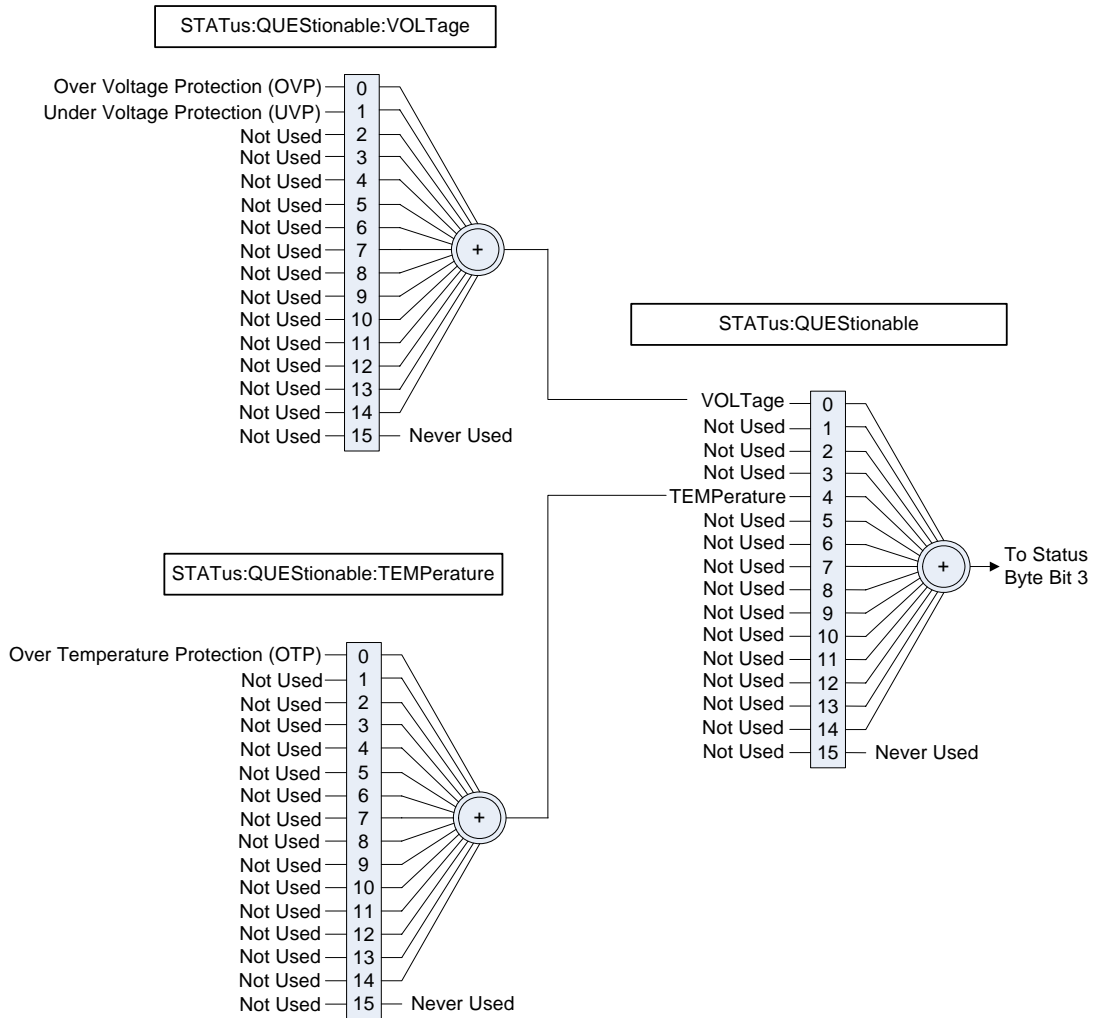 STATus:QUEStionable:VOLTage
Over Voltage Protection (OVP) 0
Under Voltage Protection (UVP) 1
Not Used 2
Not Used 3
Not Used 4
Not Used 5
Not Used 6
Not Used 7
Not Used 8
Not Used 9
Not Used 10
Not Used 11
Not Used 12
Not Used 13
Not Used 14
Not Used 15 Never Used
+
STATus:QUEStionable
VOLTage 0
Not Used 1
Not Used 2
Not Used 3
TEMPerature 4
Not Used 5
Not Used 6
Not Used 7
Not Used 8
Not Used 9
Not Used 10
Not Used 11
Not Used 12
Not Used 13
Not Used 14
Not Used 15 Never Used
+
To Status
Byte Bit 3
STATus:QUEStionable:TEMPerature
Over Temperature Protection (OTP) 0
Not Used 1
Not Used 2
Not Used 3
Not Used 4
Not Used 5
Not Used 6
Not Used 7
Not Used 8
Not Used 9
Not Used 10
Not Used 11
Not Used 12
Not Used 13
Not Used 14
Not Used 15 Never Used
+